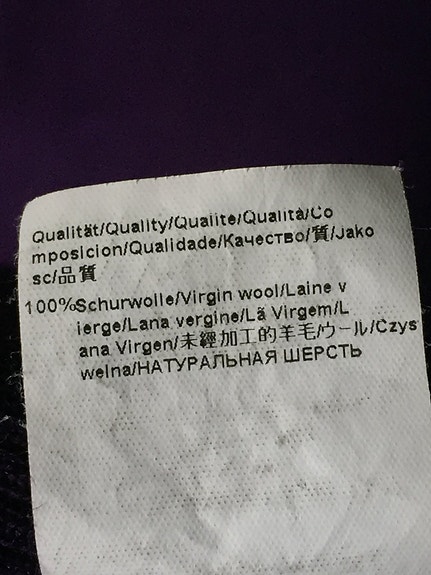 Qualität/Quality/Qualite/Qualità/Co
mposicion/Qualidade/Качество/質/Jako
sc/品質
100%Schurwolle/Virgin wool/Laine v
ierge/Lana vergine/Lã Virgem/L
ana Virgen/未經加工的羊毛/ウール/Czys
wełna/НАТУРАЛЬНАЯ ШЕРСТЬ